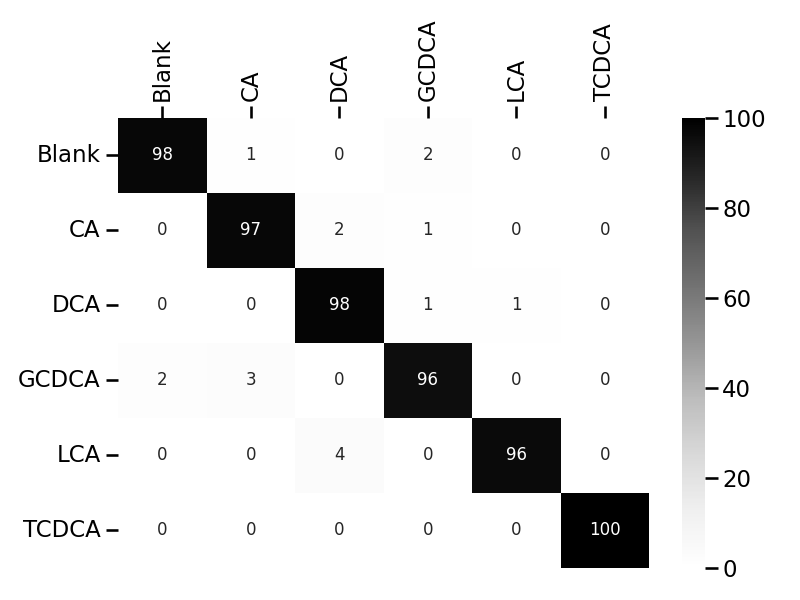 Blank CA DCA GCDCA LCA TCDCA
Blank 98 1 0 2 0 0
CA 0 97 2 1 0 0
DCA 0 0 98 1 1 0
GCDCA 2 3 0 96 0 0
LCA 0 0 4 0 96 0
TCDCA 0 0 0 0 0 100
100
80
60
40
20
0